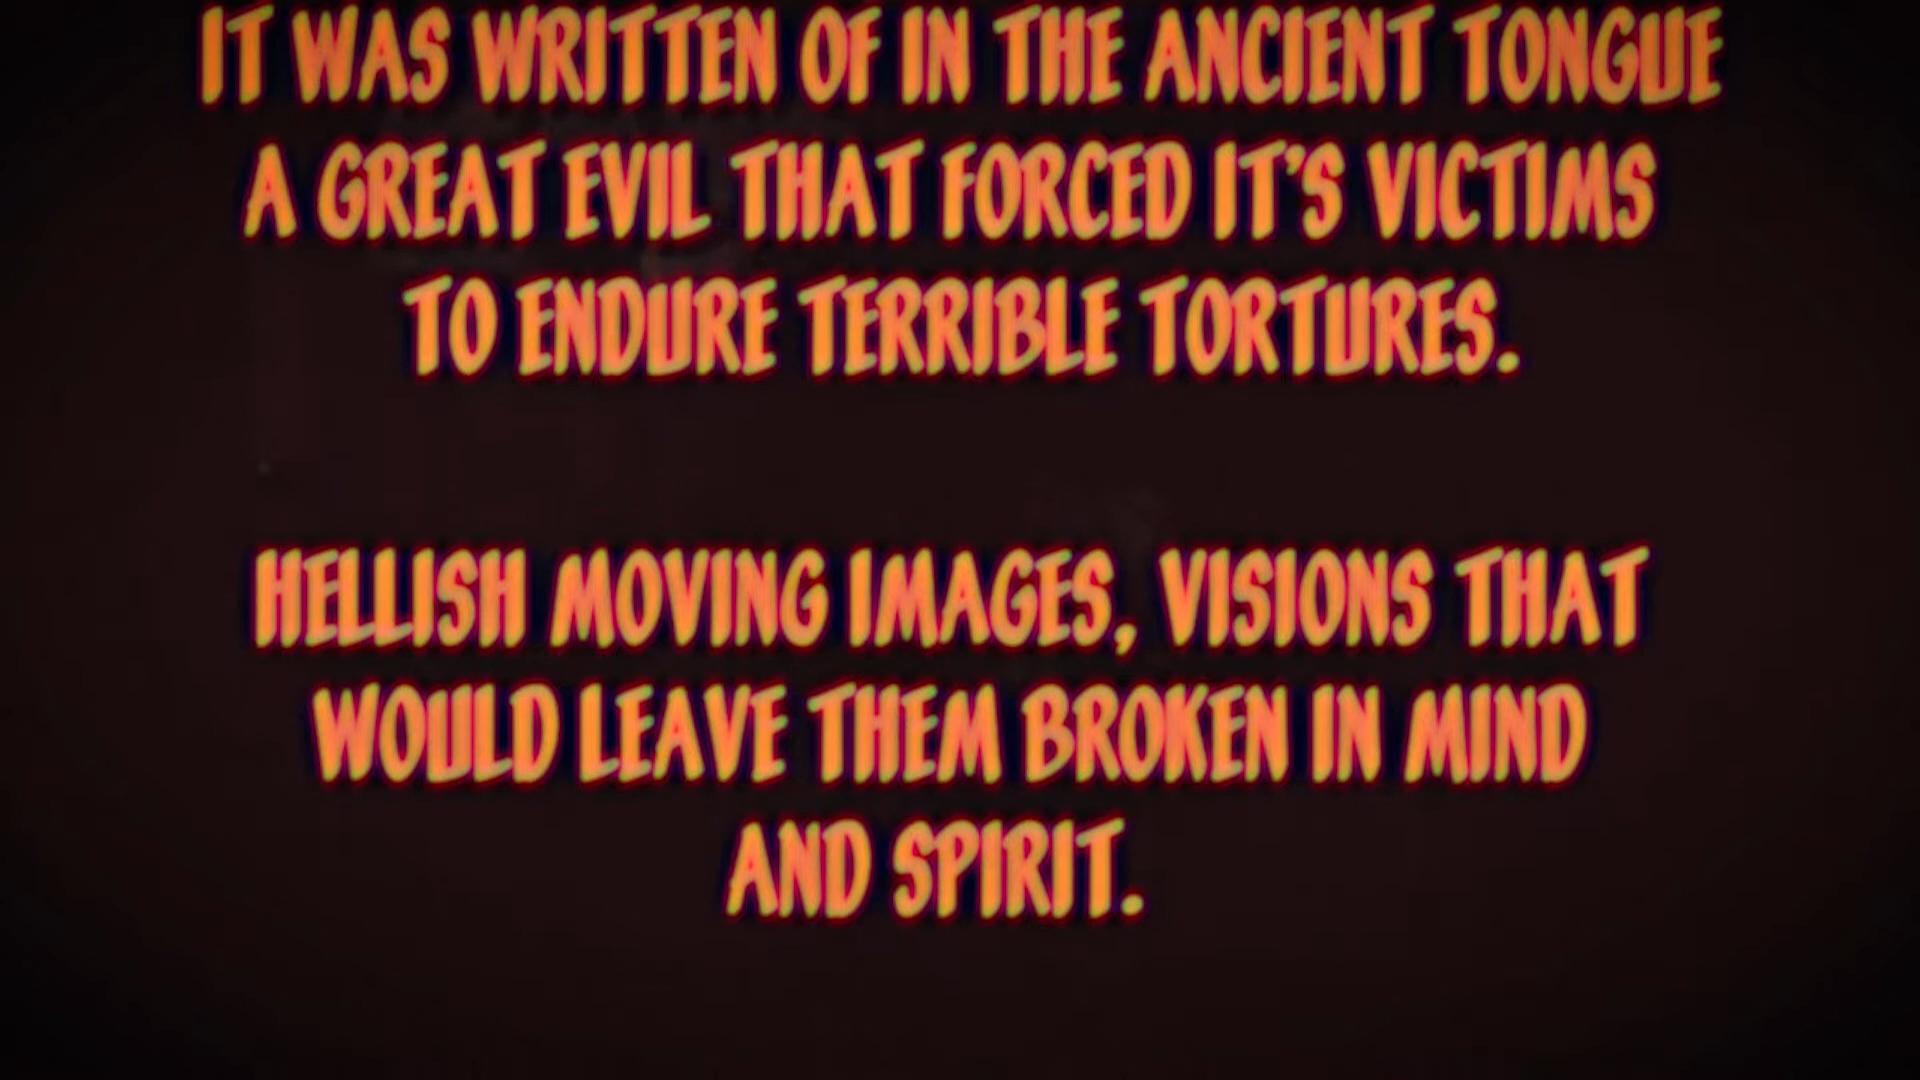 IT WAS WRITTEN OF IN THE ANCIENT TONGUE
A GREAT EVIL THAT FORCED IT'S VICTIMS
TO ENDURE TERRIBLE TORTURES.
HELLISH MOVING IMAGES, VISIONS THAT
WOULD LEAVE THEM BROKEN IN MIND
AND SPIRIT.